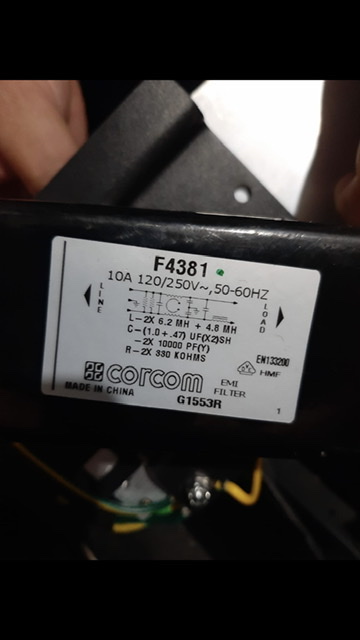 F4381
10A 120/250V~,50-60HZ
LINE
LOAD
L-2X 6.2 MH + 4.8 MH
C-(1.0+.47) UF(X2)SH
-2X 10000 PF(Y)
R-2X 330 KOHMS
EN133200
HMF
corcom
EMI
FILTER
MADE IN CHINA
G1553R
1